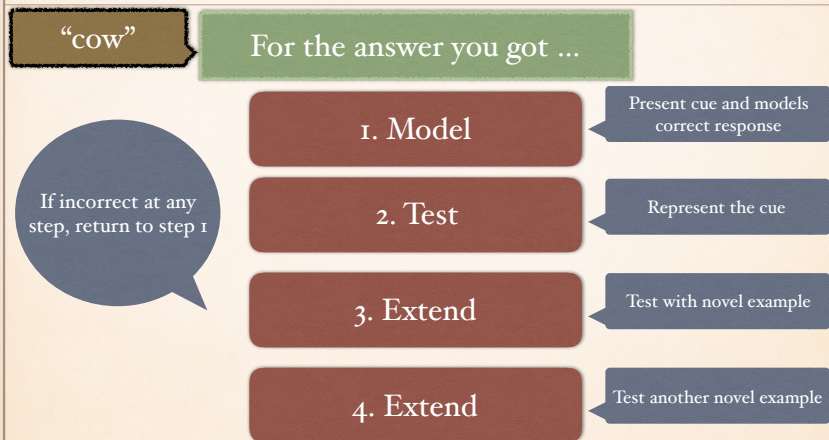 “cow”
For the answer you got ...
1. Model
Present cue and models
correct response
If incorrect at any
step, return to step 1
2. Test
Represent the cue
3. Extend
Test with novel example
4. Extend
Test another novel example